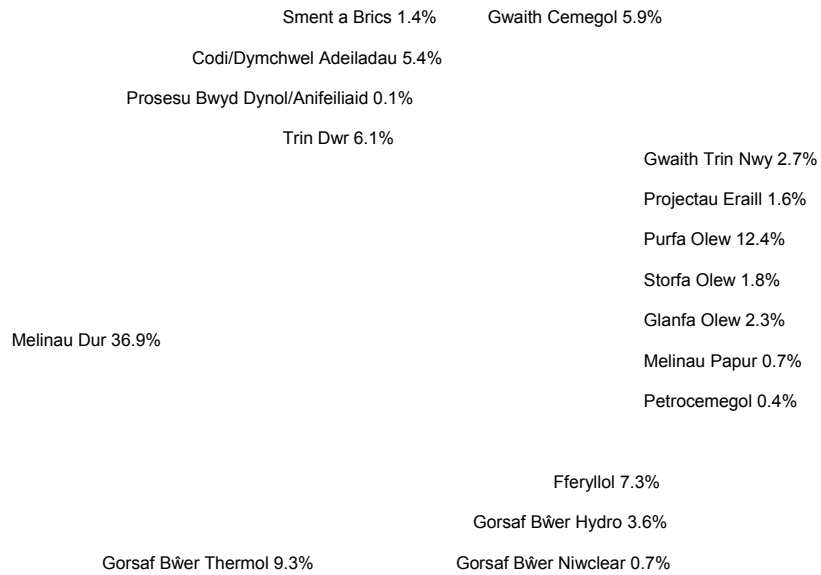 Sment a Brics 1.4%
Gwaith Cemegol 5.9%
Codi/Dymchwel Adeiladau 5.4%
Prosesu Bwyd Dynol/Anifeiliaid 0.1%
Trin Dwr 6.1%
Gwaith Trin Nwy 2.7%
Projectau Eraill 1.6%
Purfa Olew 12.4%
Storfa Olew 1.8%
Glanfa Olew 2.3%
Melinau Dur 36.9%
Melinau Papur 0.7%
Petrocemegol 0.4%
Fferyllol 7.3%
Gorsaf Bŵer Hydro 3.6%
Gorsaf Bŵer Thermol 9.3%
Gorsaf Bŵer Niwclear 0.7%